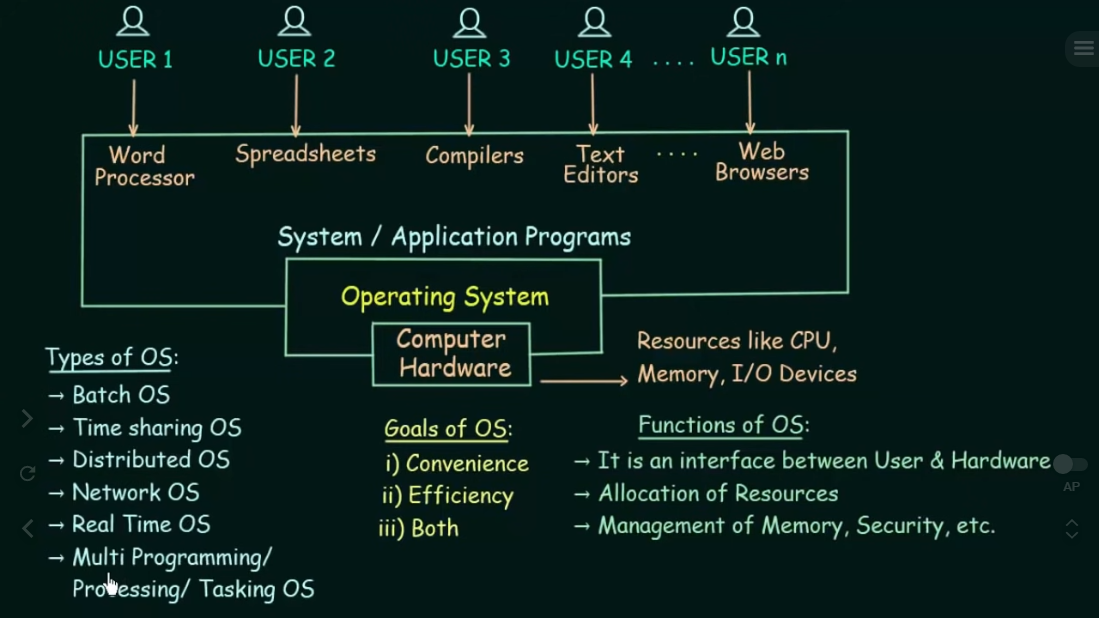 USER 1 USER 2 USER 3 USER 4 .... USER n
Word Processor
Spreadsheets
Compilers
Text Editors
....
Web Browsers
System / Application Programs
Operating System
Computer
Hardware
Resources like CPU,
Memory, I/O Devices
Types of OS:
→ Batch OS
→ Time sharing OS
→ Distributed OS
→ Network OS
→ Real Time OS
→ Multi Programming/
Processing/ Tasking OS
Goals of OS:
i) Convenience
ii) Efficiency
iii) Both
Functions of OS:
→ It is an interface between User & Hardware
→ Allocation of Resources
→ Management of Memory, Security, etc.
AP